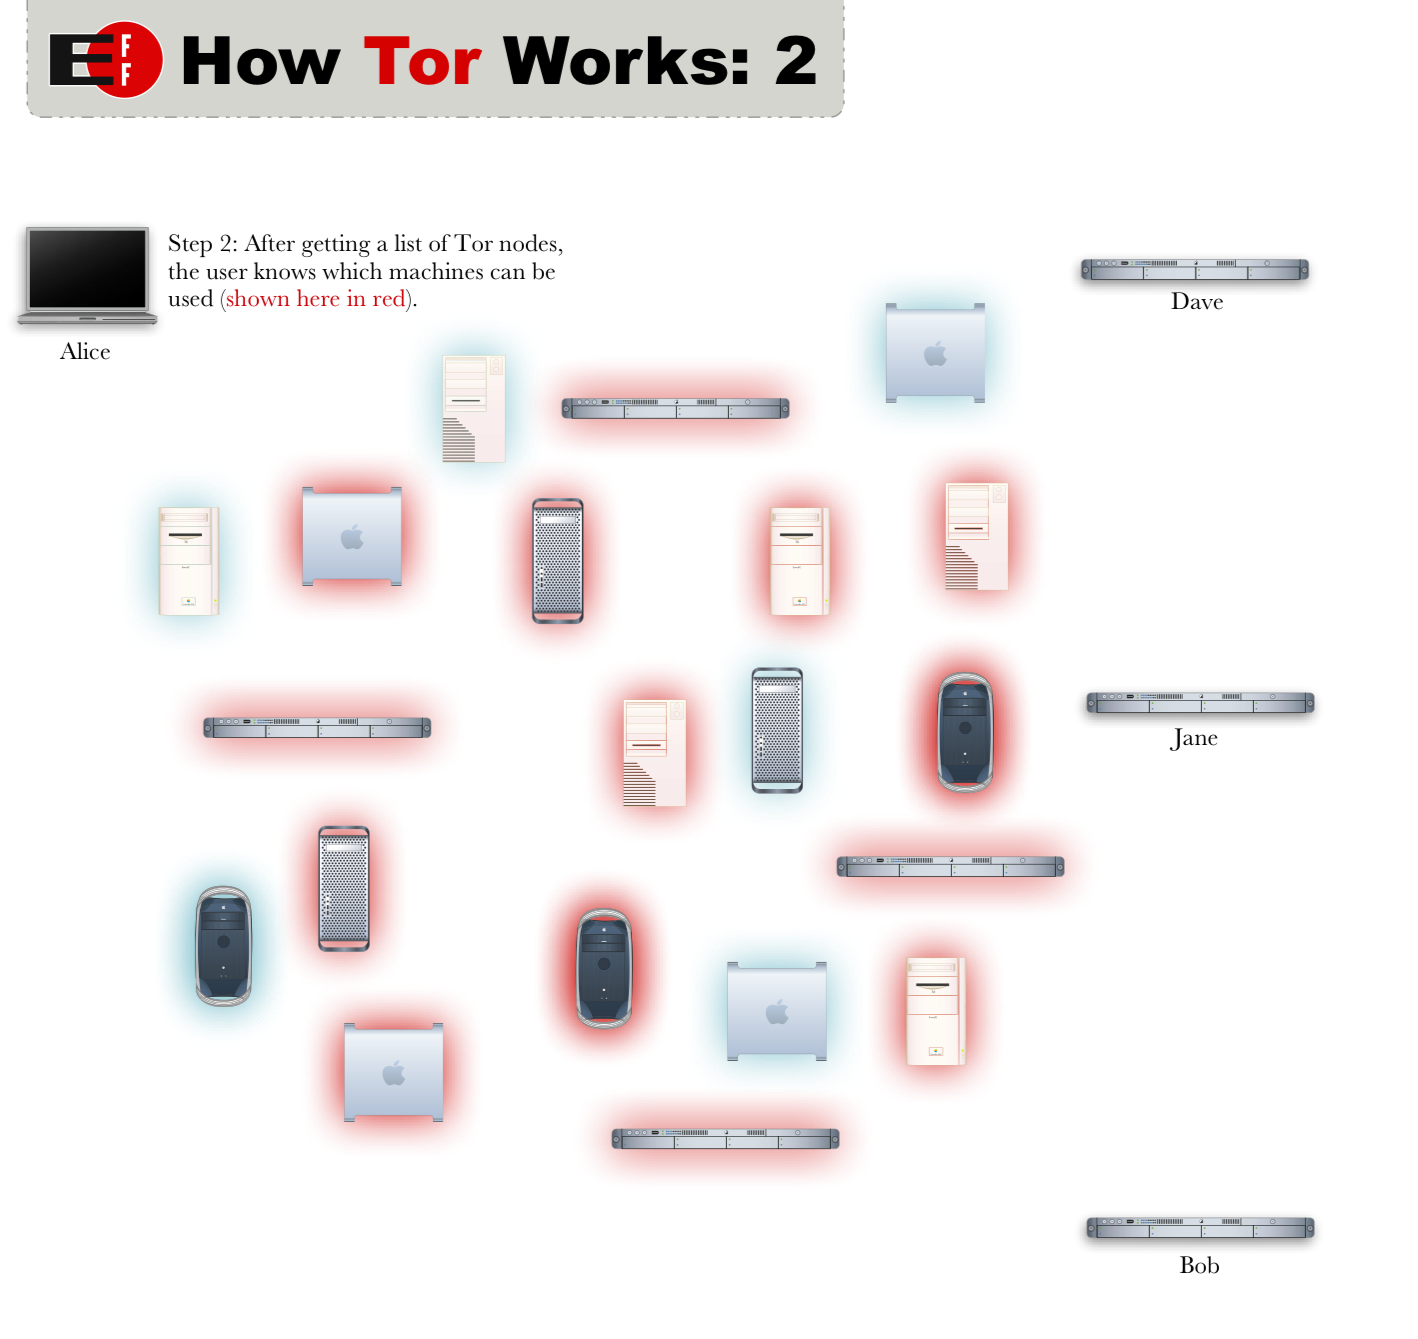 EFF How Tor Works: 2
Step 2: After getting a list of Tor nodes,
the user knows which machines can be
used (shown here in red).
Alice
Dave
Jane
Bob